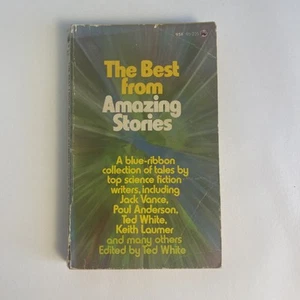 The Best
from
Amazing
Stories
A blue-ribbon
collection of tales by
top science fiction
writers, including
Jack Vance,
Poul Anderson,
Ted White,
Keith Laumer
and many others
Edited by Ted White